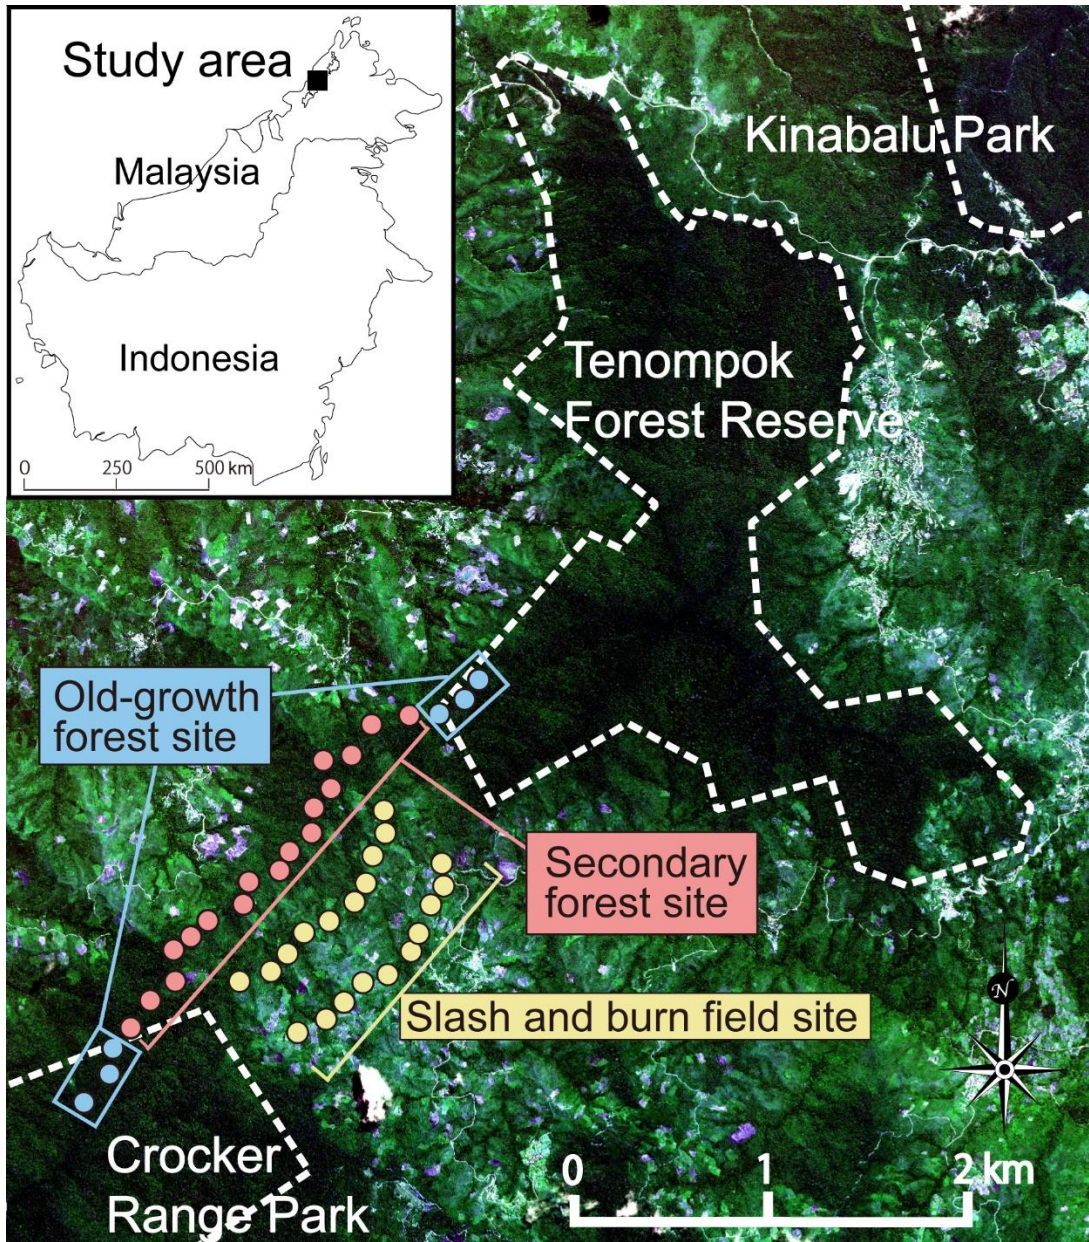 Study area
Malaysia
Indonesia
0 250 500 km
Kinabalu Park
Tenompok
Forest Reserve
Old-growth
forest site
Secondary
forest site
Slash and burn field site
N
Crocker
Range Park
0 1 2 km